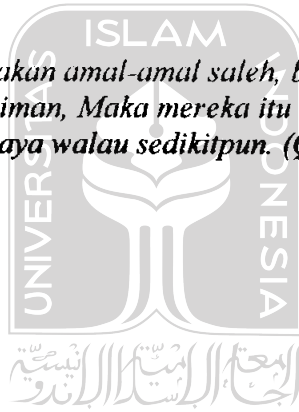 ISLAM
akan amal-amal saleh, b
iman, Maka mereka itu
aya walau sedikitpun. (Q
UNIVERSITAS
INDONESIA